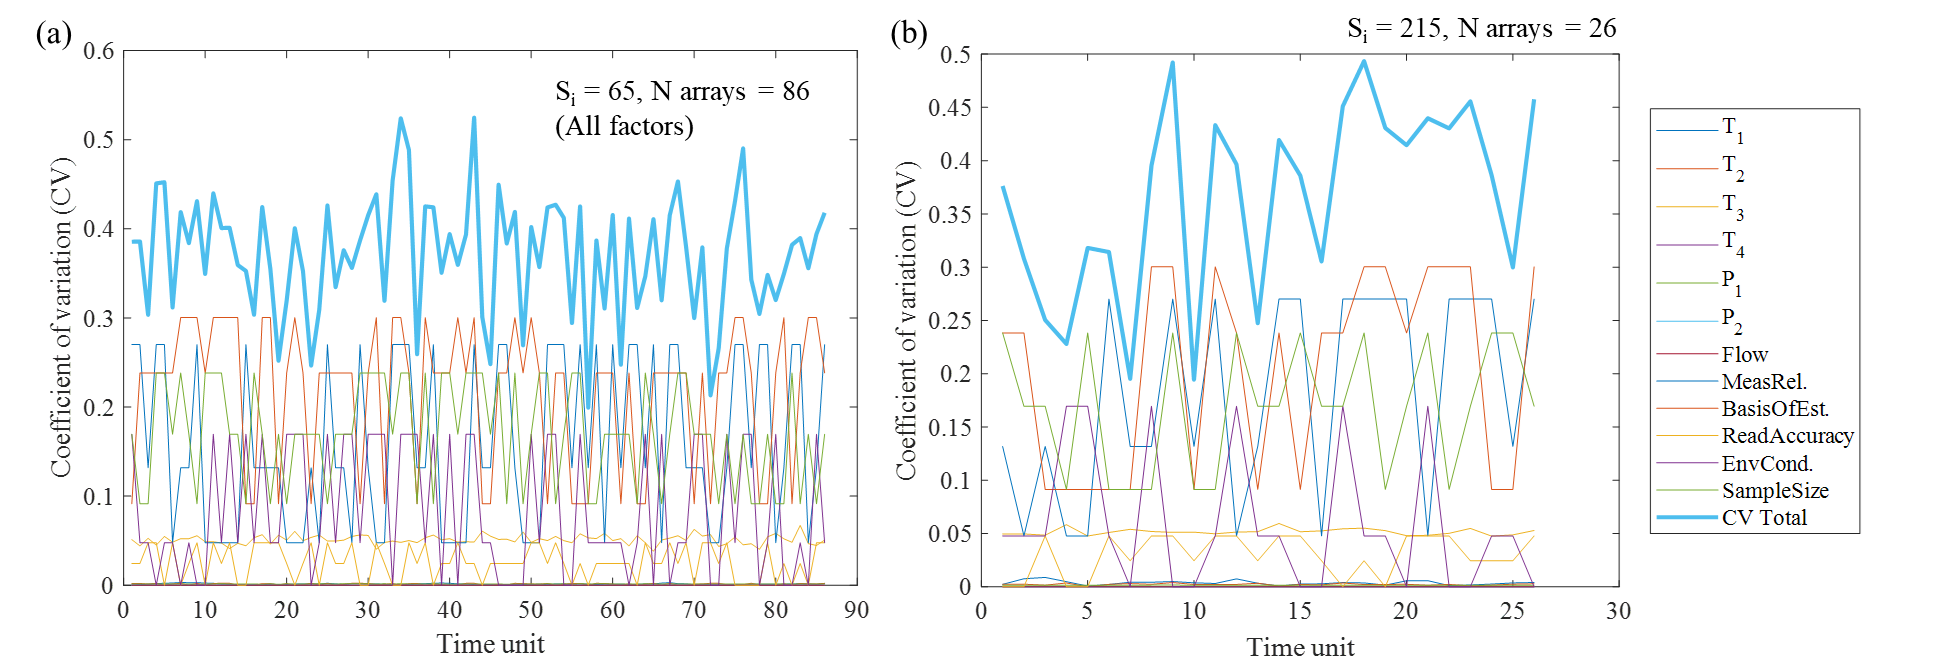 (a)
0.6
0.5
0.4
0.3
0.2
0.1
0
0 10 20 30 40 50 60 70 80 90
Coefficient of variation (CV)
Time unit
Si = 65, N arrays = 86
(All factors)
(b)
Si = 215, N arrays = 26
0.5
0.45
0.4
0.35
0.3
0.25
0.2
0.15
0.1
0.05
0
0 5 10 15 20 25 30
Coefficient of variation (CV)
Time unit
T1
T2
T3
T4
P1
P2
Flow
MeasRel.
BasisOfEst.
ReadAccuracy
EnvCond.
SampleSize
CV Total